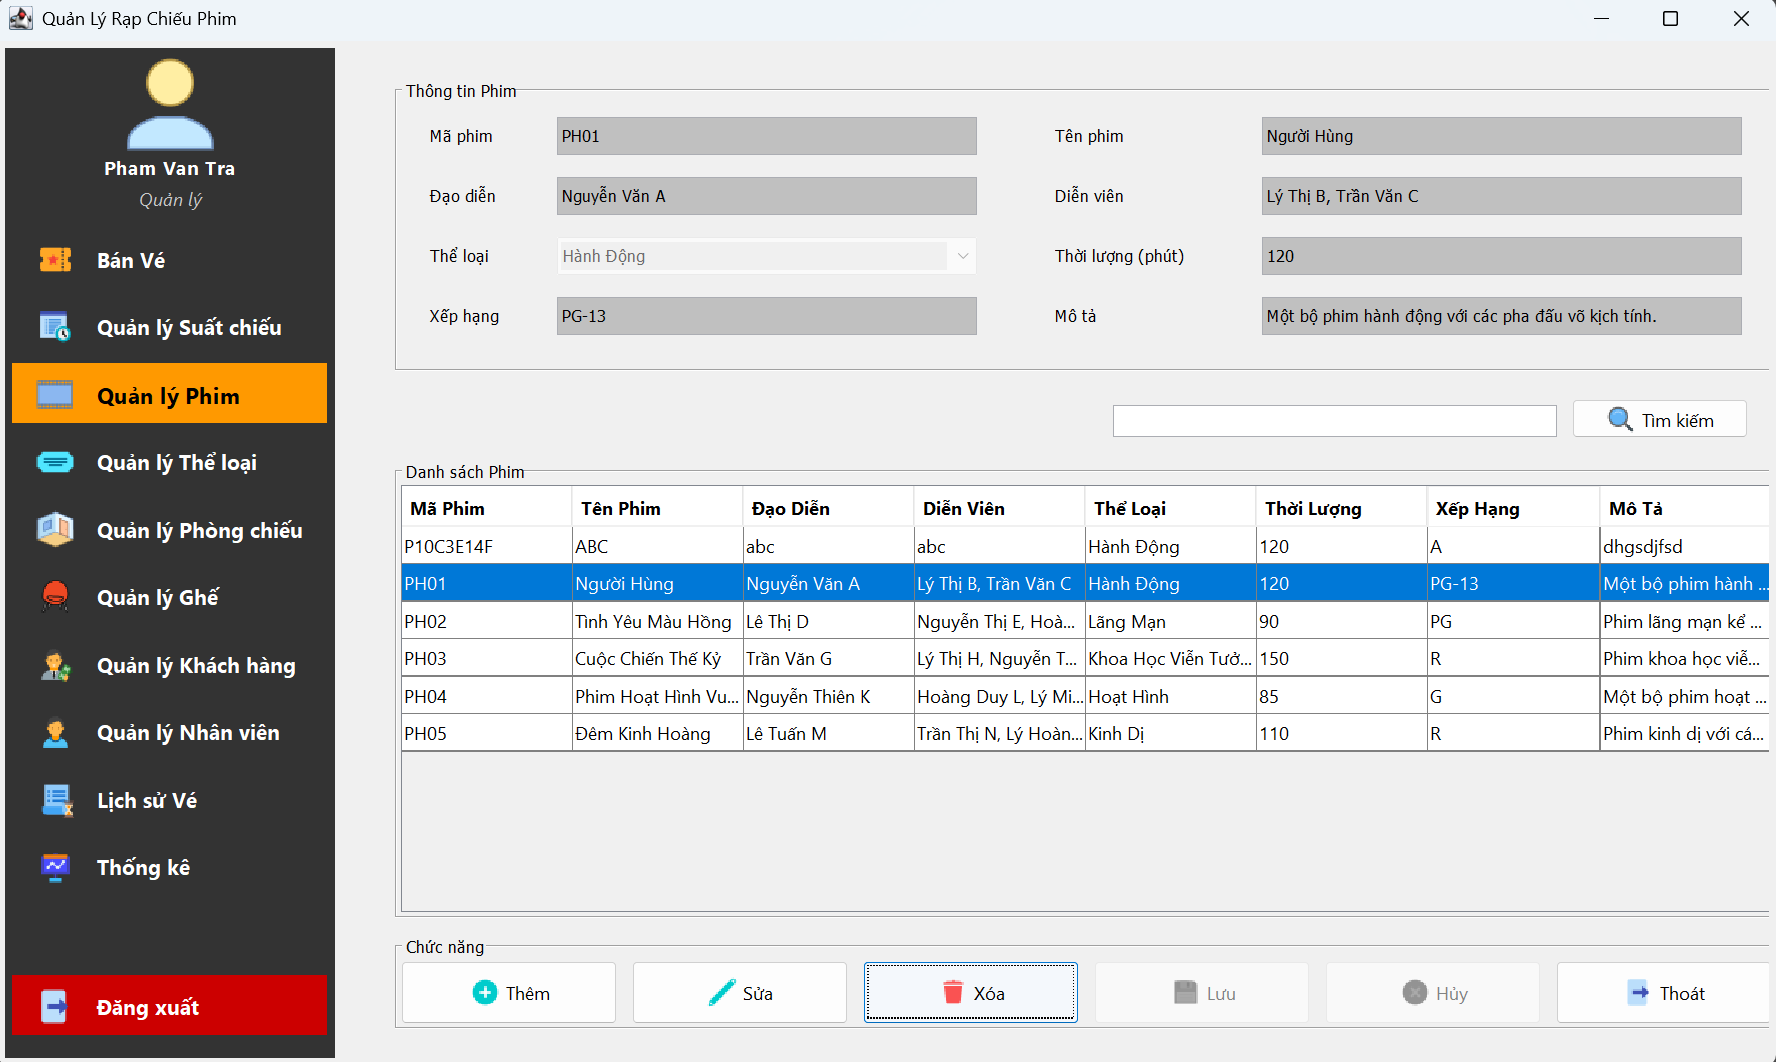 Quản Lý Rạp Chiếu Phim
Pham Van Tra
Quản lý
Bán Vé
Quản lý Suất chiếu
Quản lý Phim
Quản lý Thể loại
Quản lý Phòng chiếu
Quản lý Ghế
Quản lý Khách hàng
Quản lý Nhân viên
Lịch sử Vé
Thống kê
Đăng xuất
Thông tin Phim
Mã phim PH01 Tên phim Người Hùng
Đạo diễn Nguyễn Văn A Diễn viên Lý Thị B, Trần Văn C
Thể loại Hành Động Thời lượng (phút) 120
Xếp hạng PG-13 Mô tả Một bộ phim hành động với các pha đấu võ kịch tính.
Tìm kiếm
Danh sách Phim
Mã Phim Tên Phim Đạo Diễn Diễn Viên Thể Loại Thời Lượng Xếp Hạng Mô Tả
P10C3E14F ABC abc abc Hành Động 120 A dhgsdjfsd
PH01 Người Hùng Nguyễn Văn A Lý Thị B, Trần Văn C Hành Động 120 PG-13 Một bộ phim hành ...
PH02 Tình Yêu Màu Hồng Lê Thị D Nguyễn Thị E, Hoà... Lãng Mạn 90 PG Phim lãng mạn kể ...
PH03 Cuộc Chiến Thế Kỷ Trần Văn G Lý Thị H, Nguyễn T... Khoa Học Viễn Tưở... 150 R Phim khoa học viễ...
PH04 Phim Hoạt Hình Vu... Nguyễn Thiên K Hoàng Duy L, Lý Mi... Hoạt Hình 85 G Một bộ phim hoạt ...
PH05 Đêm Kinh Hoàng Lê Tuấn M Trần Thị N, Lý Hoàn... Kinh Dị 110 R Phim kinh dị với cá...
Chức năng
Thêm Sửa Xóa Lưu Hủy Thoát